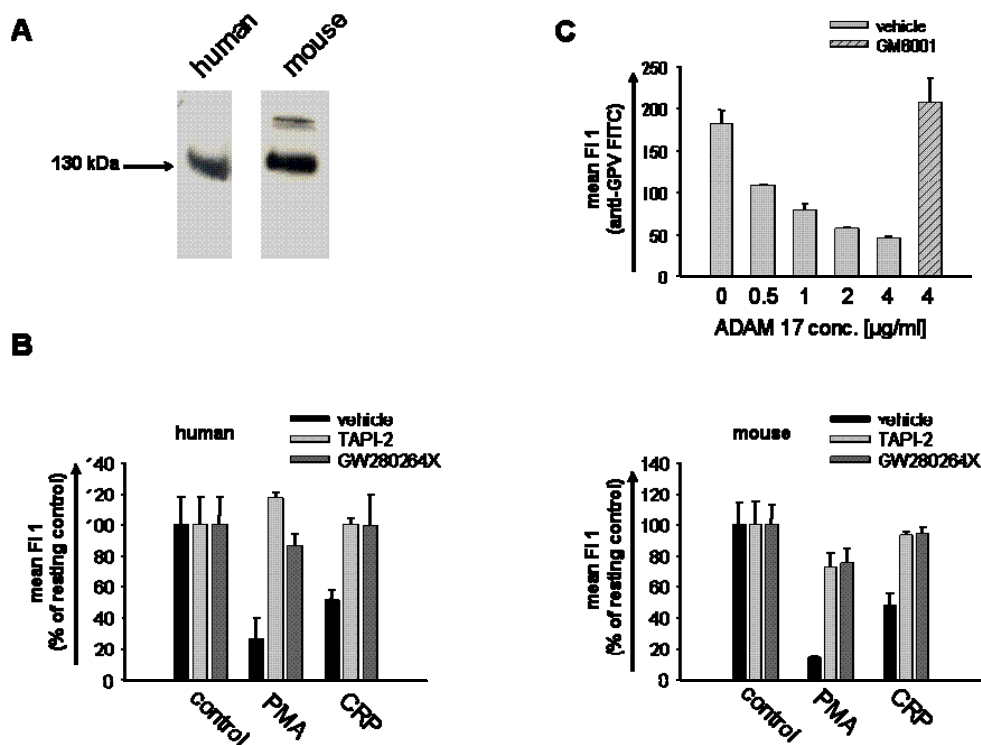 A
human
mouse
130 kDa
C
vehicle
GM6001
mean Fl 1
(anti-GPV FITC)
250
200
150
100
50
0
0 0.5 1 2 4 4
ADAM 17 conc. [µg/ml]
B
human
vehicle
TAPI-2
GW280264X
mean Fl 1
(% of resting control)
140
120
100
80
60
40
20
0
control
PMA
CRP
mouse
vehicle
TAPI-2
GW280264X
mean Fl 1
(% of resting control)
140
120
100
80
60
40
20
0
control
PMA
CRP